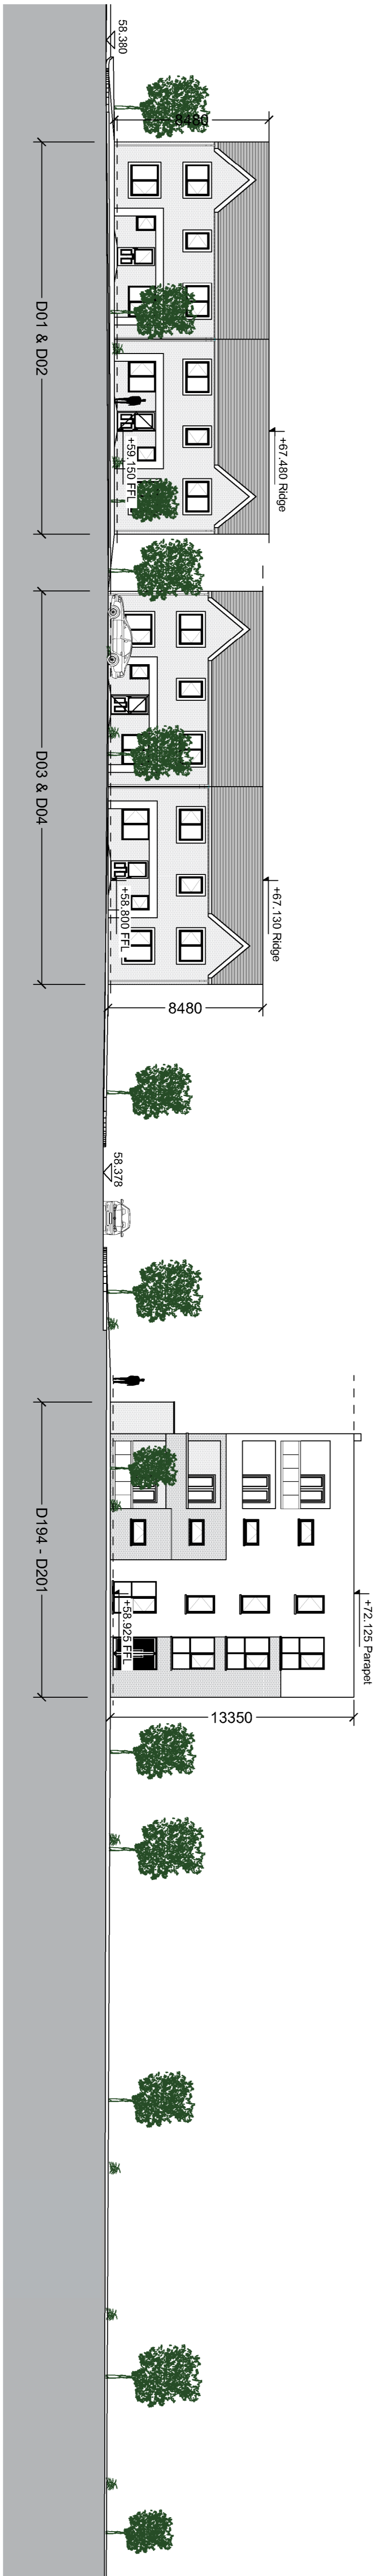 58.380
8480
D01 & D02
+67.480 Ridge
+59.150 FFL
D03 & D04
+67.130 Ridge
+58.800 FFL
8480
58.378
D194 - D201
+72.125 Parapet
+58.925 FFL
13350